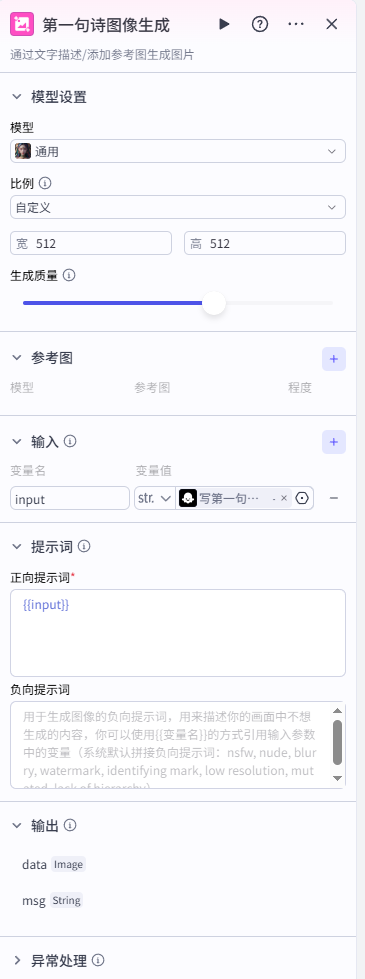 第一句诗图像生成
通过文字描述/添加参考图生成图片
模型设置
模型
通用
比例
自定义
宽 512
高 512
生成质量
参考图
模型 参考图 程度
输入
变量名 变量值
input str. 写第一句…
提示词
正向提示词*
{{input}}
负向提示词
用于生成图像的负向提示词，用来描述你的画面中不想
生成的内容，你可以使用{{变量名}}的方式引用输入参数
中的变量（系统默认拼接负向提示词：nsfw, nude, blur
ry, watermark, identifying mark, low resolution, mut
ated, lack of hierarchy）
输出
data Image
msg String
异常处理